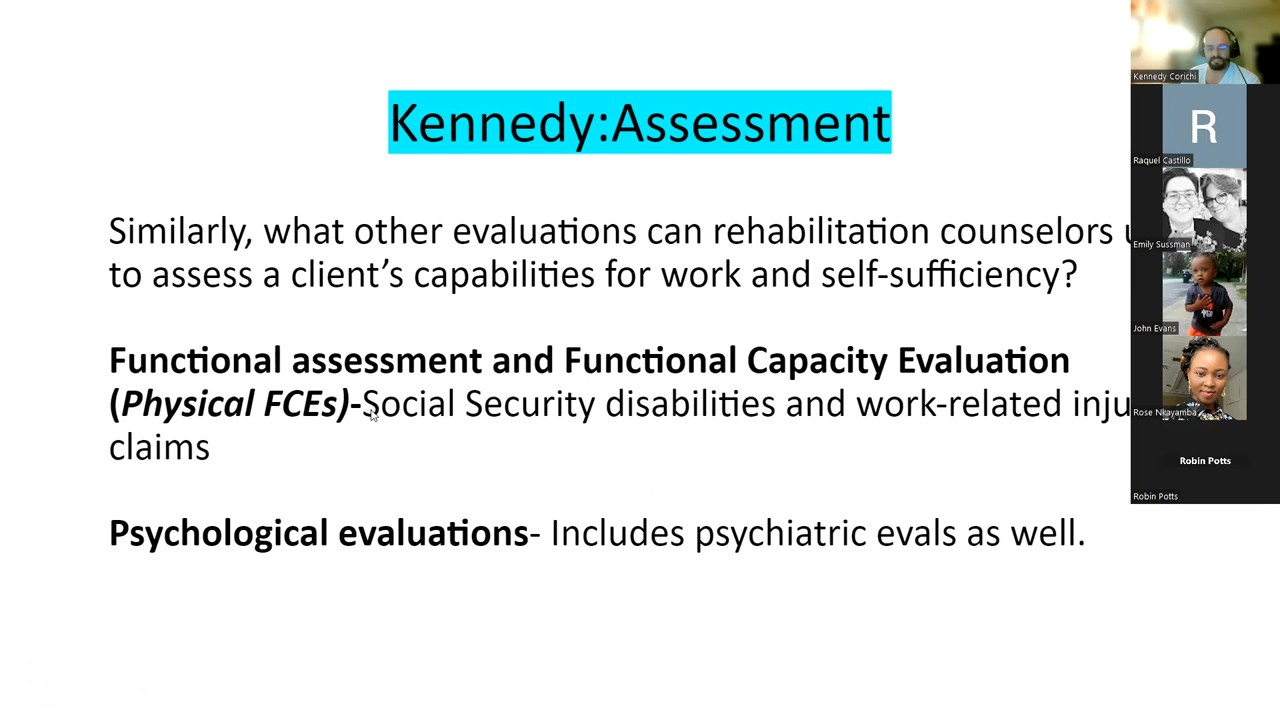 Kennedy:Assessment
Similarly, what other evaluations can rehabilitation counselors
to assess a client’s capabilities for work and self-sufficiency?
Functional assessment and Functional Capacity Evaluation
(Physical FCEs)-Social Security disabilities and work-related
claims
Psychological evaluations- Includes psychiatric evals as well.
Kennedy Corichi
R
Raquel Castillo
Emily Sussman
John Evans
Rose Nkayamba
Robin Potts
Robin Potts